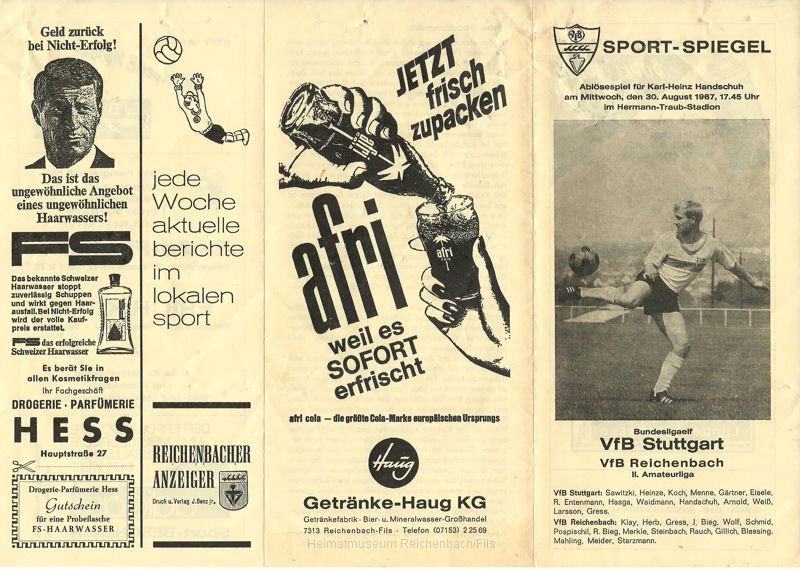 Geld zurück
bei Nicht-Erfolg!
Das ist das
ungewöhnliche Angebot
eines ungewöhnlichen
Haarwassers!
FS
Das bekannte Schweizer
Haarwasser stoppt
zuverlässig Schuppen
und wirkt gegen Haar-
ausfall. Bei Nicht-Erfolg
wird der volle Kauf-
preis erstattet.
FS das erfolgreiche
Schweizer Haarwasser
Es berät Sie in
allen Kosmetikfragen
Ihr Fachgeschäft
DROGERIE · PARFÜMERIE
HESS
Hauptstraße 27
Drogerie-Parfümerie Hess
Gutschein
für eine Probeflasche
FS-HAARWASSER
jede
Woche
aktuelle
berichte
im
lokalen
sport
REICHENBACHER
ANZEIGER
Druck u. Verlag J. Benz jr.
JETZT
frisch
zupacken
afri
afri
weil es
SOFORT
erfrischt
afri cola — die größte Cola-Marke europäischen Ursprungs
Haug
Getränke-Haug KG
Getränkefabrik · Bier- u. Mineralwasser-Großhandel
7313 Reichenbach-Fils · Telefon (07153) 2 25 69
Heimatmuseum Reichenbach/Fils
VfB
SPORT-SPIEGEL
Ablösespiel für Karl-Heinz Handschuh
am Mittwoch, den 30. August 1967, 17.45 Uhr
im Hermann-Traub-Stadion
Bundesligaelf
VfB Stuttgart
VfB Reichenbach
II. Amateurliga
VfB Stuttgart: Sawitzki, Heinze, Koch, Menne, Gärtner, Eisele,
R. Entenmann, Haaga, Waidmann, Handschuh, Arnold, Weiß,
Larsson, Gress.
VfB Reichenbach: Klay, Herb, Gress, J. Bieg, Wolf, Schmid,
Pospischil, R. Bieg, Merkle, Steinbach, Rauch, Gillich, Blessing,
Mahling, Meider, Starzmann.